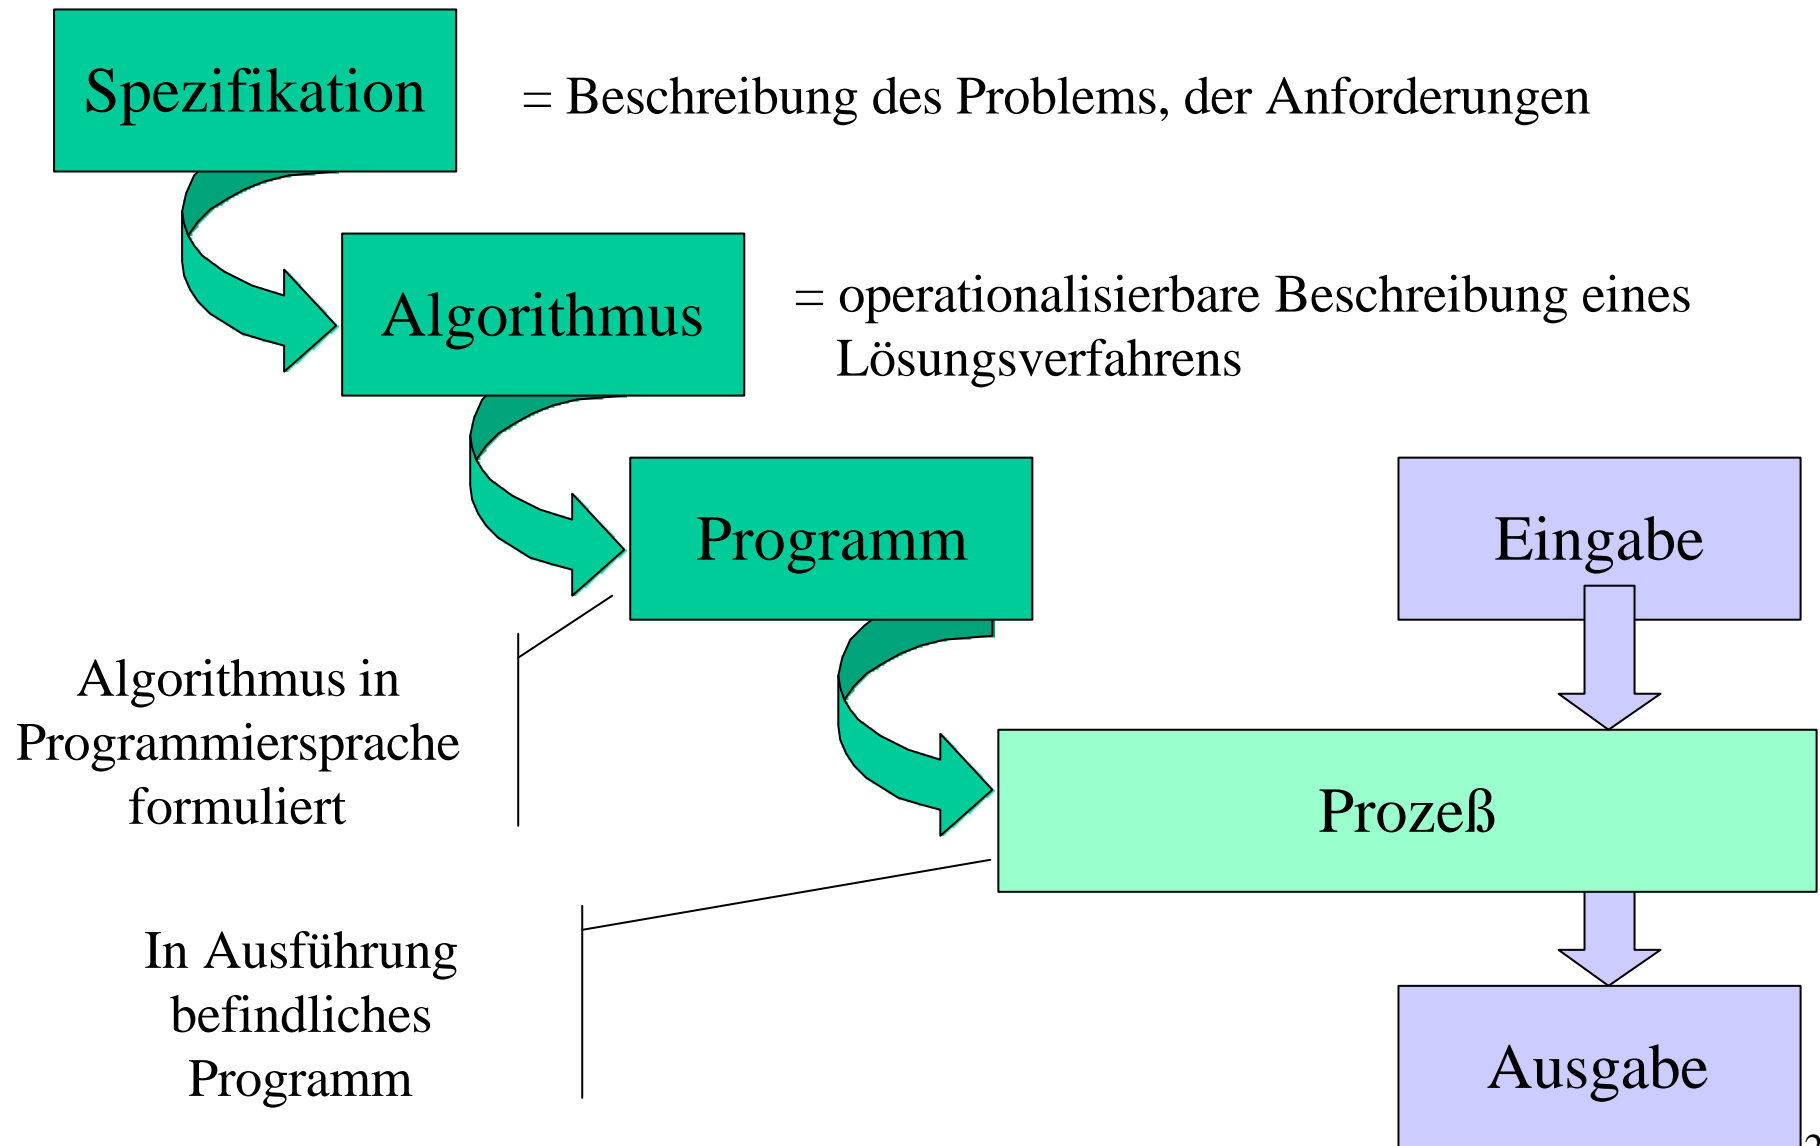 Spezifikation
= Beschreibung des Problems, der Anforderungen
Algorithmus
= operationalisierbare Beschreibung eines
Lösungsverfahrens
Programm
Eingabe
Algorithmus in
Programmiersprache
formuliert
Prozeß
In Ausführung
befindliches
Programm
Ausgabe